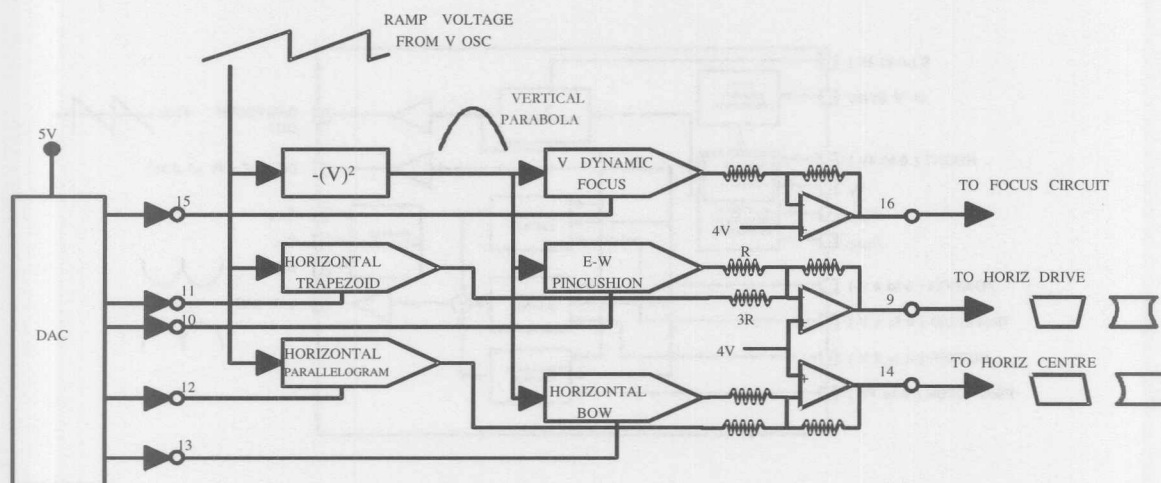 RAMP VOLTAGE
FROM V OSC
VERTICAL
PARABOLA
5V
-(V)²
V DYNAMIC
FOCUS
15
TO FOCUS CIRCUIT
16
4V
HORIZONTAL
TRAPEZOID
E-W
PINCUSHION
R
TO HORIZ DRIVE
11
9
10
3R
DAC
4V
HORIZONTAL
PARALLELOGRAM
TO HORIZ CENTRE
14
12
HORIZONTAL
BOW
13